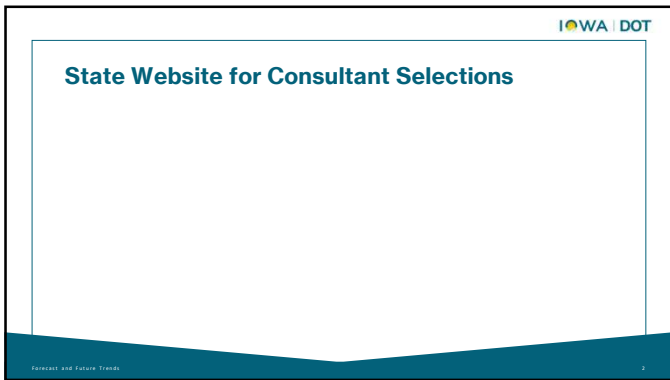 IOWA DOT
State Website for Consultant Selections
Forecast and Future Trends
2